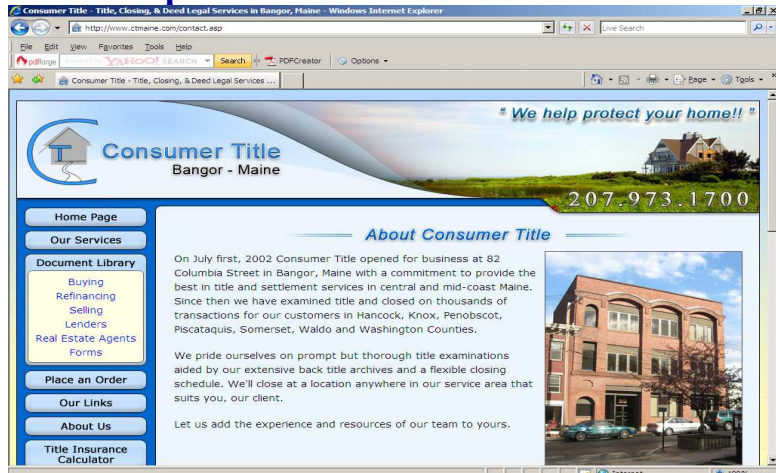 Consumer Title - Title, Closing, & Deed Legal Services in Bangor, Maine - Windows Internet Explorer
http://www.ctmaine.com/contact.asp
Live Search
File Edit View Favorites Tools Help
pdfforge YAHOO! SEARCH Search PDFCreator Options
Consumer Title - Title, Closing, & Deed Legal Services ...
Page Tools
" We help protect your home!! "
CT
Consumer Title
Bangor - Maine
207.973.1700
Home Page
Our Services
Document Library
Buying
Refinancing
Selling
Lenders
Real Estate Agents
Forms
Place an Order
Our Links
About Us
Title Insurance
Calculator
About Consumer Title
On July first, 2002 Consumer Title opened for business at 82
Columbia Street in Bangor, Maine with a commitment to provide the
best in title and settlement services in central and mid-coast Maine.
Since then we have examined title and closed on thousands of
transactions for our customers in Hancock, Knox, Penobscot,
Piscataquis, Somerset, Waldo and Washington Counties.
We pride ourselves on prompt but thorough title examinations
aided by our extensive back title archives and a flexible closing
schedule. We'll close at a location anywhere in our service area that
suits you, our client.
Let us add the experience and resources of our team to yours.